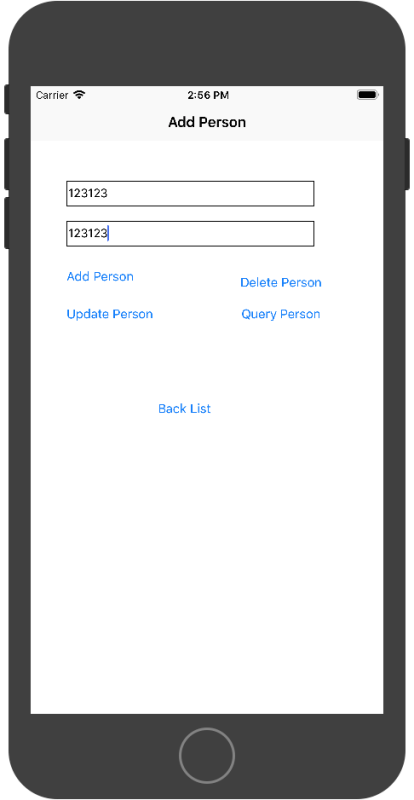 Carrier 2:56 PM
Add Person
123123
123123
Add Person Delete Person
Update Person Query Person
Back List